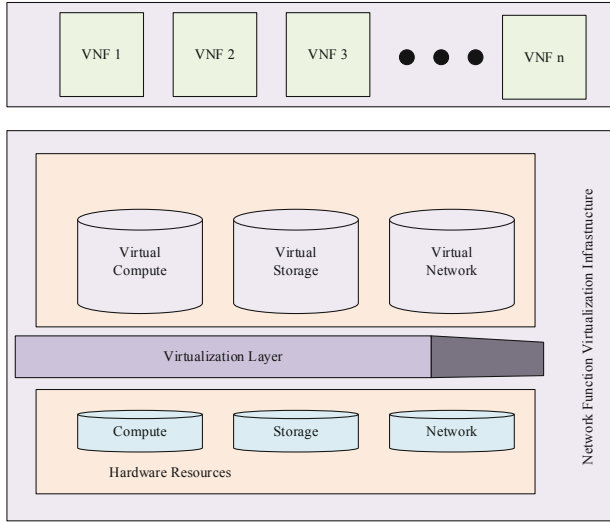 VNF 1
VNF 2
VNF 3
VNF n
Virtual
Compute
Virtual
Storage
Virtual
Network
Virtualization Layer
Compute
Storage
Network
Hardware Resources
Network Function Virtualization Infrastructure